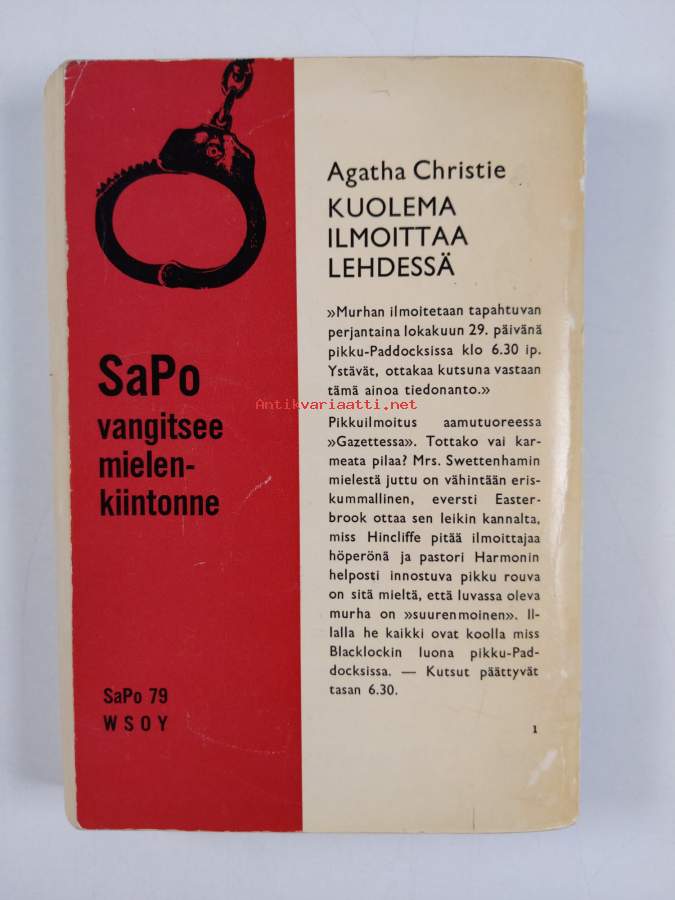 SaPo
vangitsee
mielen-
kiintonne
SaPo 79
WSOY
Agatha Christie
KUOLEMA
ILMOITTAA
LEHDESSÄ
»Murhan ilmoitetaan tapahtuvan
perjantaina lokakuun 29. päivänä
pikku-Paddocksissa klo 6.30 ip.
Ystävät, ottakaa kutsuna vastaan
tämä ainoa tiedonanto.»
Pikkuilmoitus aamutuoreessa
»Gazettessa». Tottako vai kar-
meata pilaa? Mrs. Swettenhamin
mielestä juttu on vähintään eris-
kummallinen, eversti Easter-
brook ottaa sen leikin kannalta,
miss Hincliffe pitää ilmoittajaa
höperönä ja pastori Harmonin
helposti innostuva pikku rouva
on sitä mieltä, että luvassa oleva
murha on »suurenmoinen». Il-
lalla he kaikki ovat koolla miss
Blacklockin luona pikku-Pad-
docksissa. — Kutsut päättyvät
tasan 6.30.
1
Antikvariaatti.net